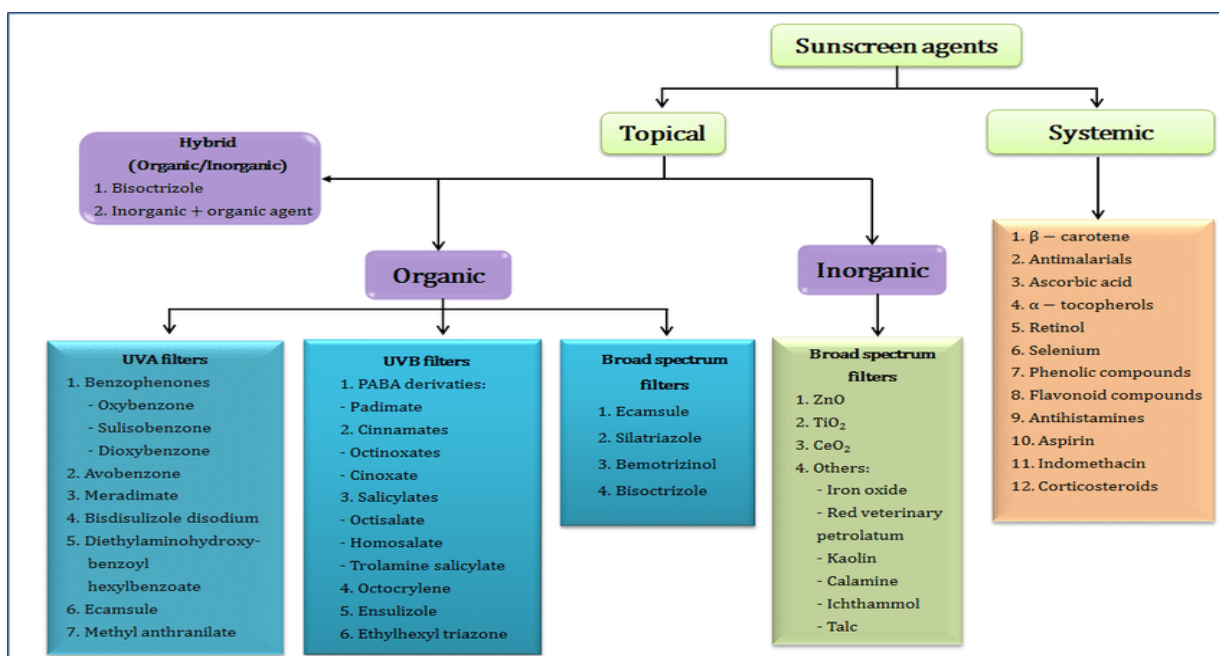 Sunscreen agents
Topical
Systemic
Hybrid
(Organic/Inorganic)
1. Bisoctrizole
2. Inorganic + organic agent
Organic
Inorganic
UVA filters
1. Benzophenones
- Oxybenzone
- Sulisobenzone
- Dioxybenzone
2. Avobenzone
3. Meradimate
4. Bisdisulizole disodium
5. Diethylaminohydroxy-
benzoyl
hexylbenzoate
6. Ecamsule
7. Methyl anthranilate
UVB filters
1. PABA derivaties:
- Padimate
2. Cinnamates
- Octinoxates
- Cinoxate
3. Salicylates
- Octisalate
- Homosalate
- Trolamine salicylate
4. Octocrylene
5. Ensulizole
6. Ethylhexyl triazone
Broad spectrum
filters
1. Ecamsule
2. Silatriazole
3. Bemotrizinol
4. Bisoctrizole
Broad spectrum
filters
1. ZnO
2. TiO₂
3. CeO₂
4. Others:
- Iron oxide
- Red veterinary
petrolatum
- Kaolin
- Calamine
- Ichthammol
- Talc
1. β − carotene
2. Antimalarials
3. Ascorbic acid
4. α − tocopherols
5. Retinol
6. Selenium
7. Phenolic compounds
8. Flavonoid compounds
9. Antihistamines
10. Aspirin
11. Indomethacin
12. Corticosteroids